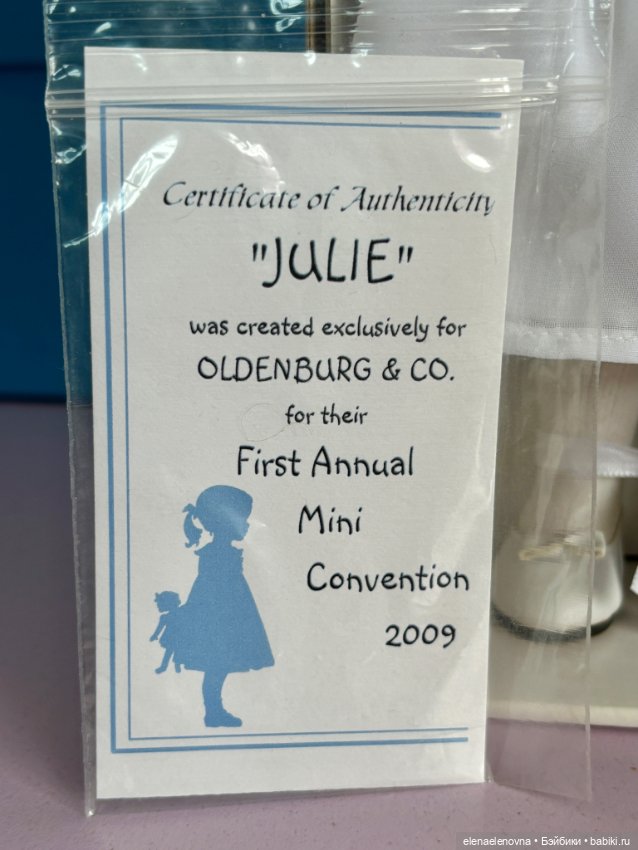 Certificate of Authenticity
"JULIE"
was created exclusively for
OLDENBURG & CO.
for their
First Annual
Mini
Convention
2009
elenaelenovna • Бэйбики • babiki.ru